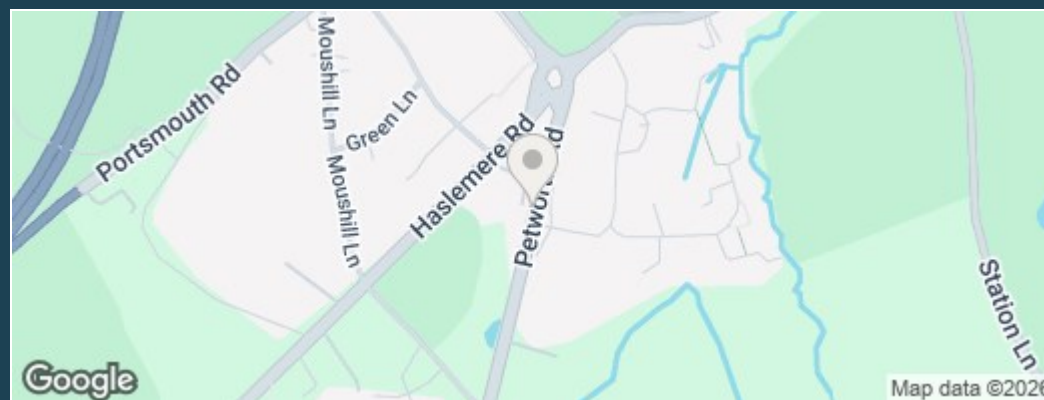 Portsmouth Rd
Moushill Ln
Green Ln
Moushill Ln
Haslemere Rd
Petworth Rd
Station Ln
Google
Map data ©2026